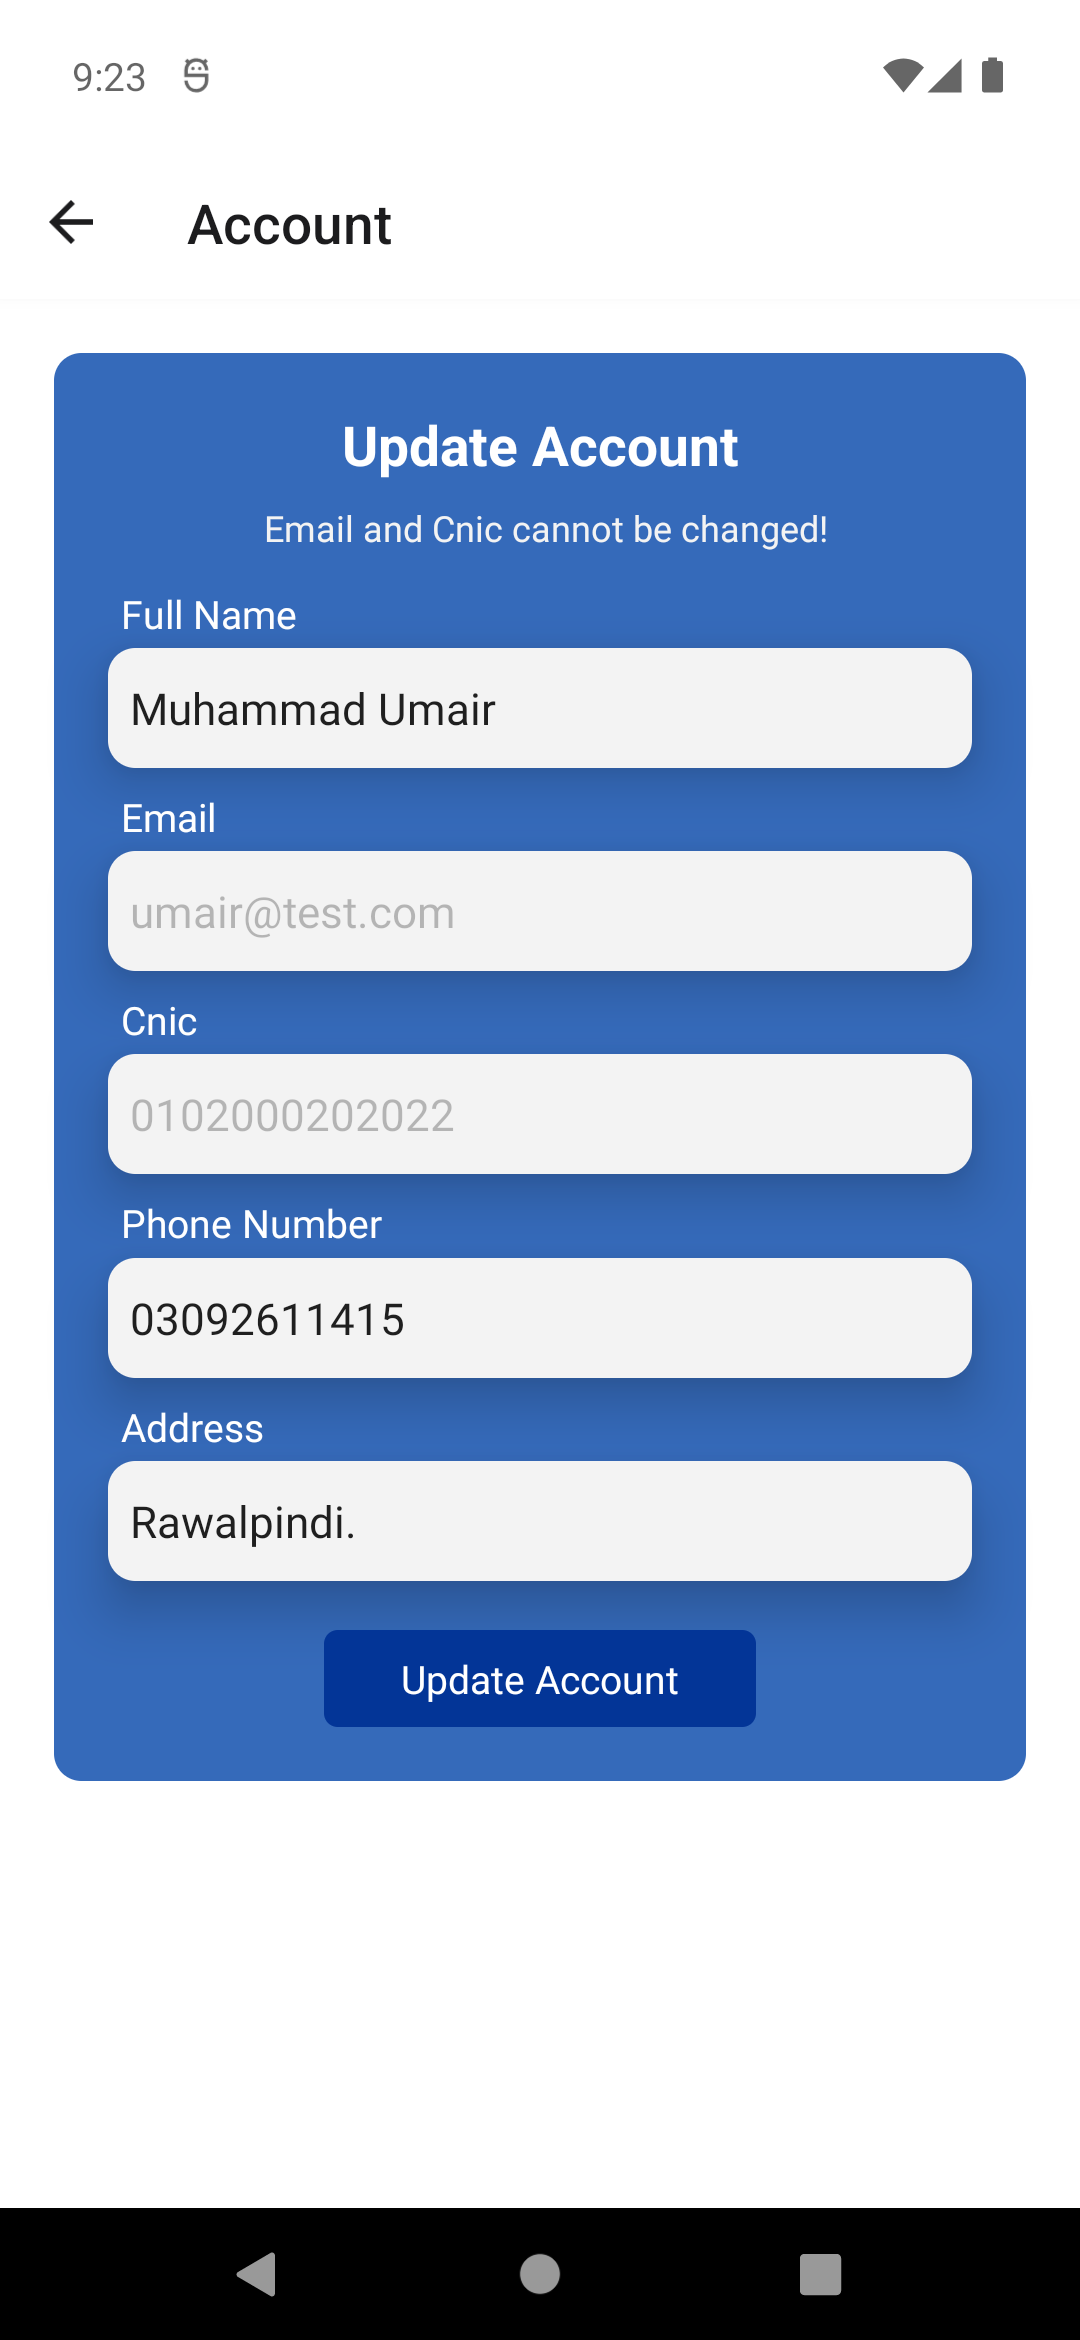 9:23
Account
Update Account
Email and Cnic cannot be changed!
Full Name
Muhammad Umair
Email
umair@test.com
Cnic
0102000202022
Phone Number
03092611415
Address
Rawalpindi.
Update Account